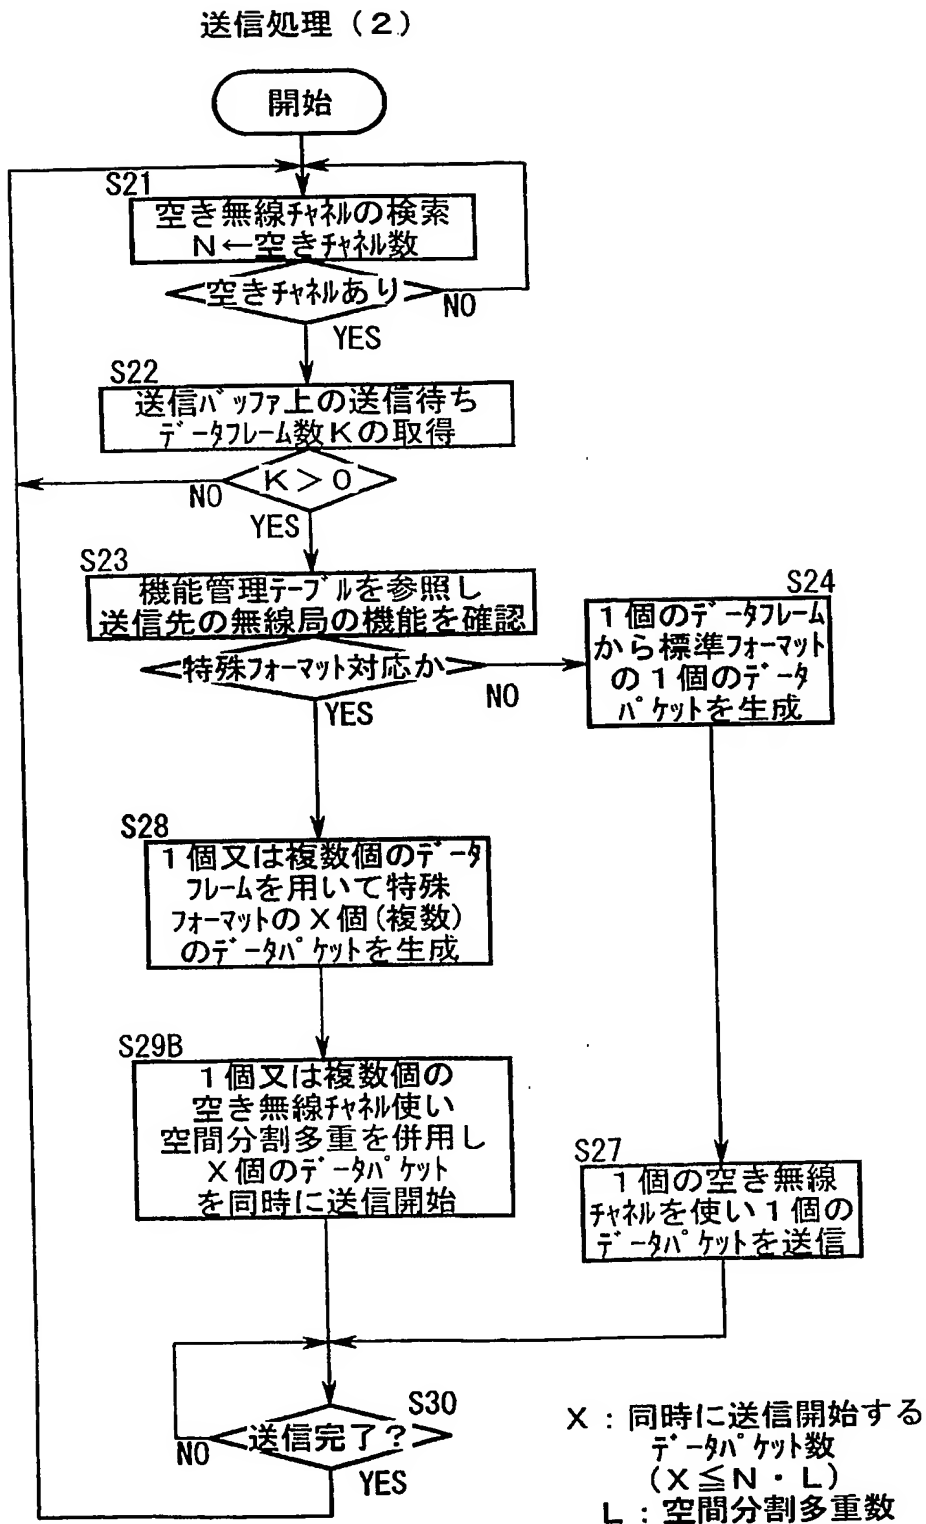 送信処理（2）
開始
S21
空き無線ﾁｬﾈﾙの検索
N←空きﾁｬﾈﾙ数
空きﾁｬﾈﾙあり
NO
YES
S22
送信ﾊﾞｯﾌｧ上の送信待ち
ﾃﾞｰﾀﾌﾚｰﾑ数Kの取得
K＞0
NO
YES
S23
機能管理ﾃｰﾌﾞﾙを参照し
送信先の無線局の機能を確認
特殊ﾌｫｰﾏｯﾄ対応か
NO
YES
S24
1個のﾃﾞｰﾀﾌﾚｰﾑ
から標準ﾌｫｰﾏｯﾄ
の1個のﾃﾞｰﾀ
ﾊﾟｹｯﾄを生成
S28
1個又は複数個のﾃﾞｰﾀ
ﾌﾚｰﾑを用いて特殊
ﾌｫｰﾏｯﾄのX個(複数)
のﾃﾞｰﾀﾊﾟｹｯﾄを生成
S29B
1個又は複数個の
空き無線ﾁｬﾈﾙ使い
空間分割多重を併用し
X個のﾃﾞｰﾀﾊﾟｹｯﾄ
を同時に送信開始
S27
1個の空き無線
ﾁｬﾈﾙを使い1個の
ﾃﾞｰﾀﾊﾟｹｯﾄを送信
S30
送信完了？
NO
YES
X：同時に送信開始する
ﾃﾞｰﾀﾊﾟｹｯﾄ数
（X≦N・L）
L：空間分割多重数